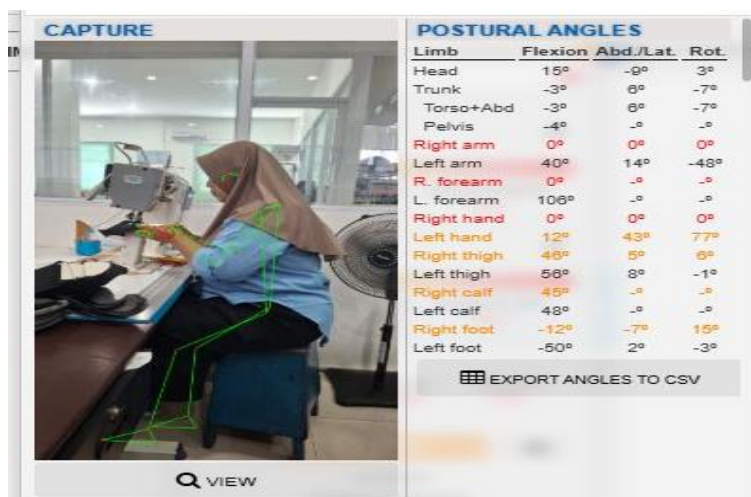 CAPTURE
VIEW
POSTURAL ANGLES
Limb Flexion Abd./Lat. Rot.
Head 15º -9º 3º
Trunk -3º 6º -7º
Torso+Abd -3º 6º -7º
Pelvis -4º -º -º
Right arm 0º 0º 0º
Left arm 40º 14º -48º
R. forearm 0º -º -º
L. forearm 106º -º -º
Right hand 0º 0º 0º
Left hand 12º 43º 77º
Right thigh 46º 5º 6º
Left thigh 56º 8º -1º
Right calf 45º -º -º
Left calf 48º -º -º
Right foot -12º -7º 15º
Left foot -50º 2º -3º
EXPORT ANGLES TO CSV